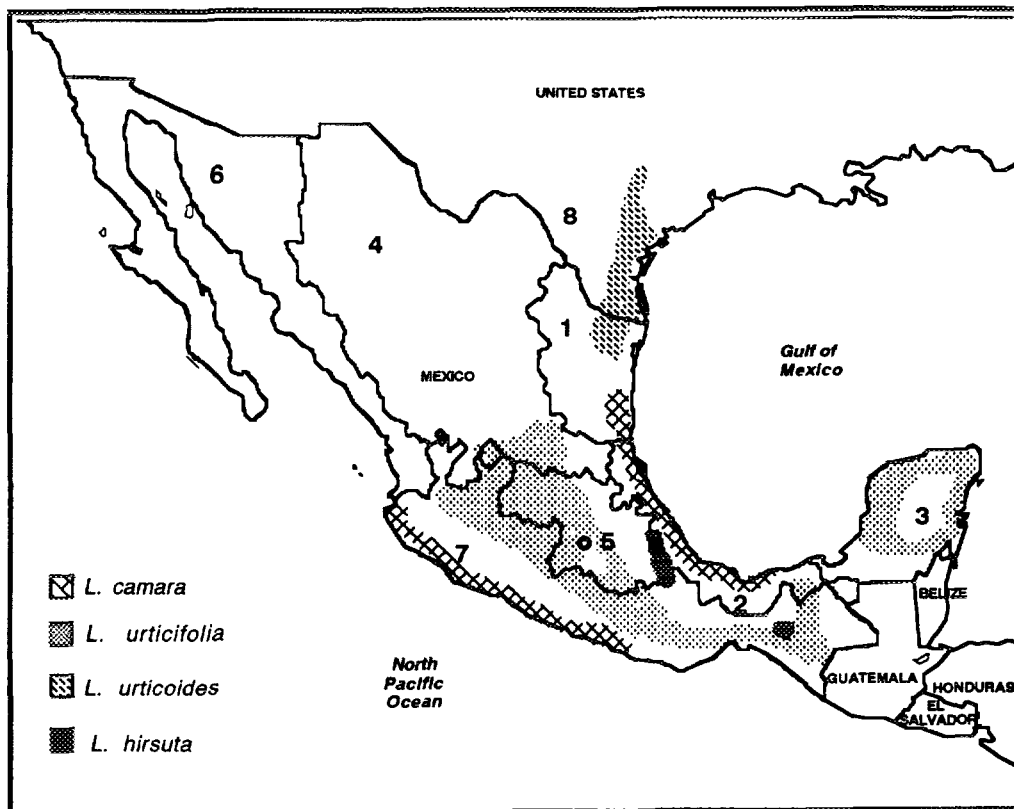 UNITED STATES
6
8
4
1
Gulf of
Mexico
MEXICO
3
5
7
2
BELIZE
L. camara
L. urticifolia
North
Pacific
Ocean
GUATEMALA
HONDURAS
L. urticoides
EL
SALVADOR
L. hirsuta